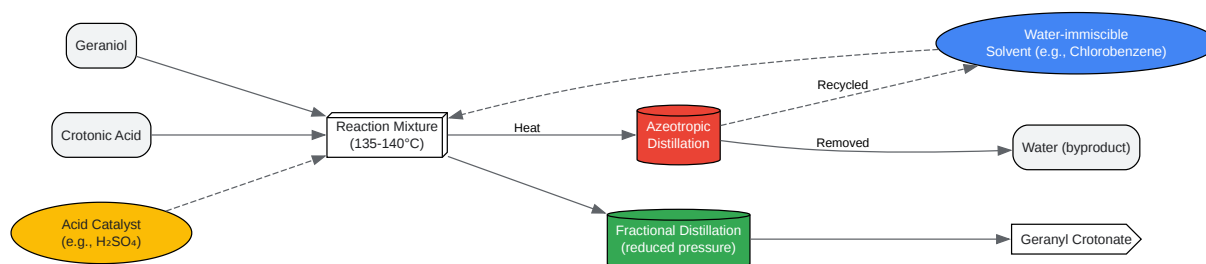 Geraniol
Crotonic Acid
Acid Catalyst
(e.g., H₂SO₄)
Reaction Mixture
(135-140°C)
Heat
Azeotropic
Distillation
Recycled
Removed
Water-immiscible
Solvent (e.g., Chlorobenzene)
Water (byproduct)
Fractional Distillation
(reduced pressure)
Geranyl Crotonate